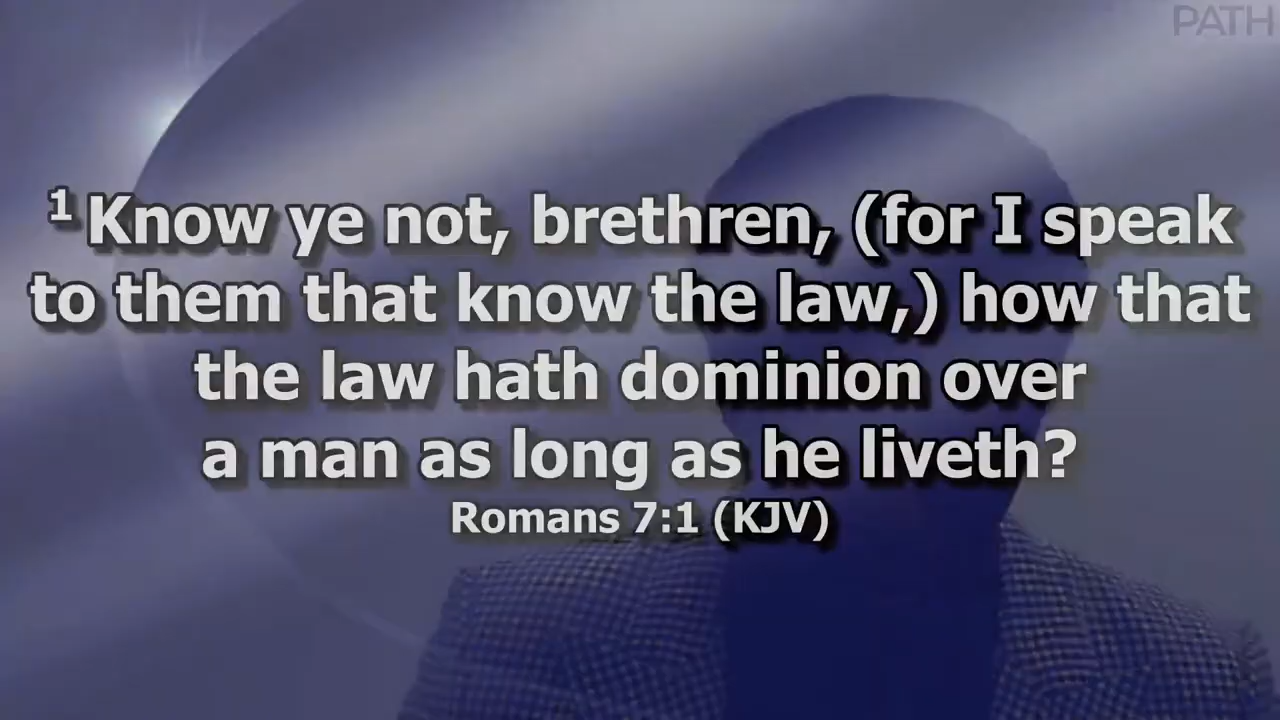 PATH
1 Know ye not, brethren, (for I speak
to them that know the law,) how that
the law hath dominion over
a man as long as he liveth?
Romans 7:1 (KJV)